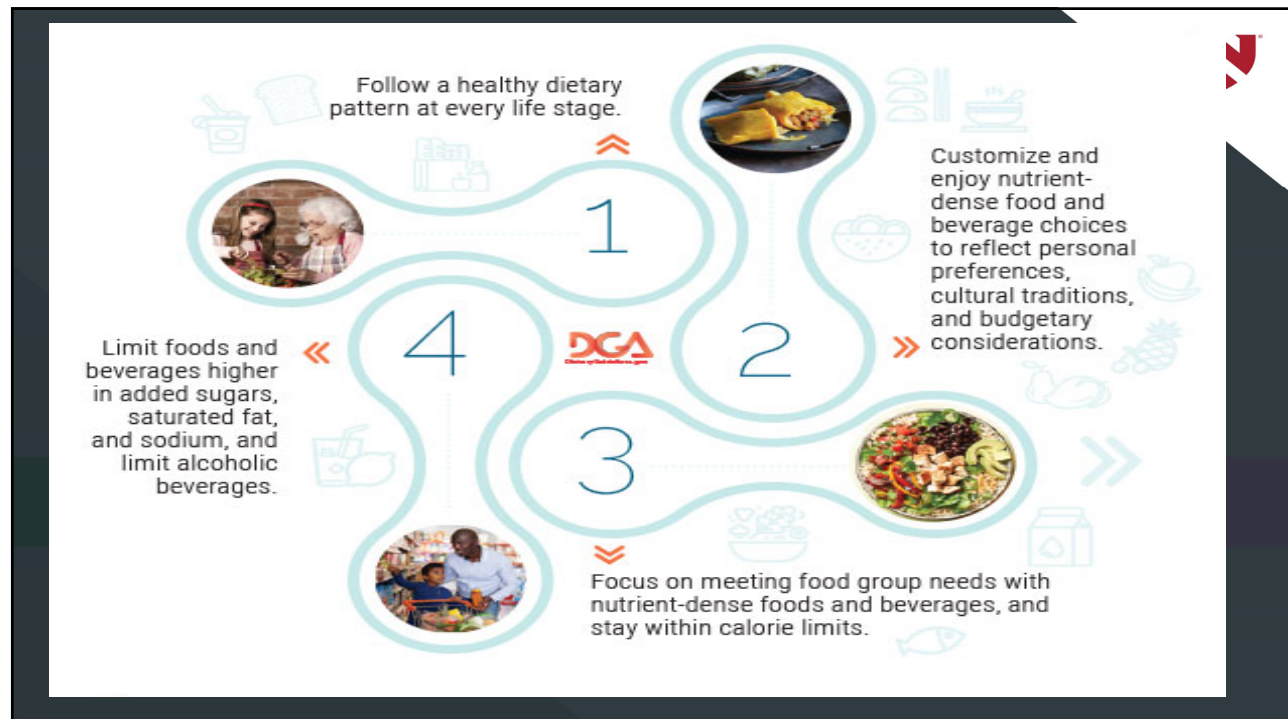 Follow a healthy dietary
pattern at every life stage.
1
2
Customize and
enjoy nutrient-
dense food and
beverage choices
to reflect personal
preferences,
cultural traditions,
and budgetary
considerations.
3
Focus on meeting food group needs with
nutrient-dense foods and beverages, and
stay within calorie limits.
4
Limit foods and
beverages higher
in added sugars,
saturated fat,
and sodium, and
limit alcoholic
beverages.
DGA
DietaryGuidelines.gov